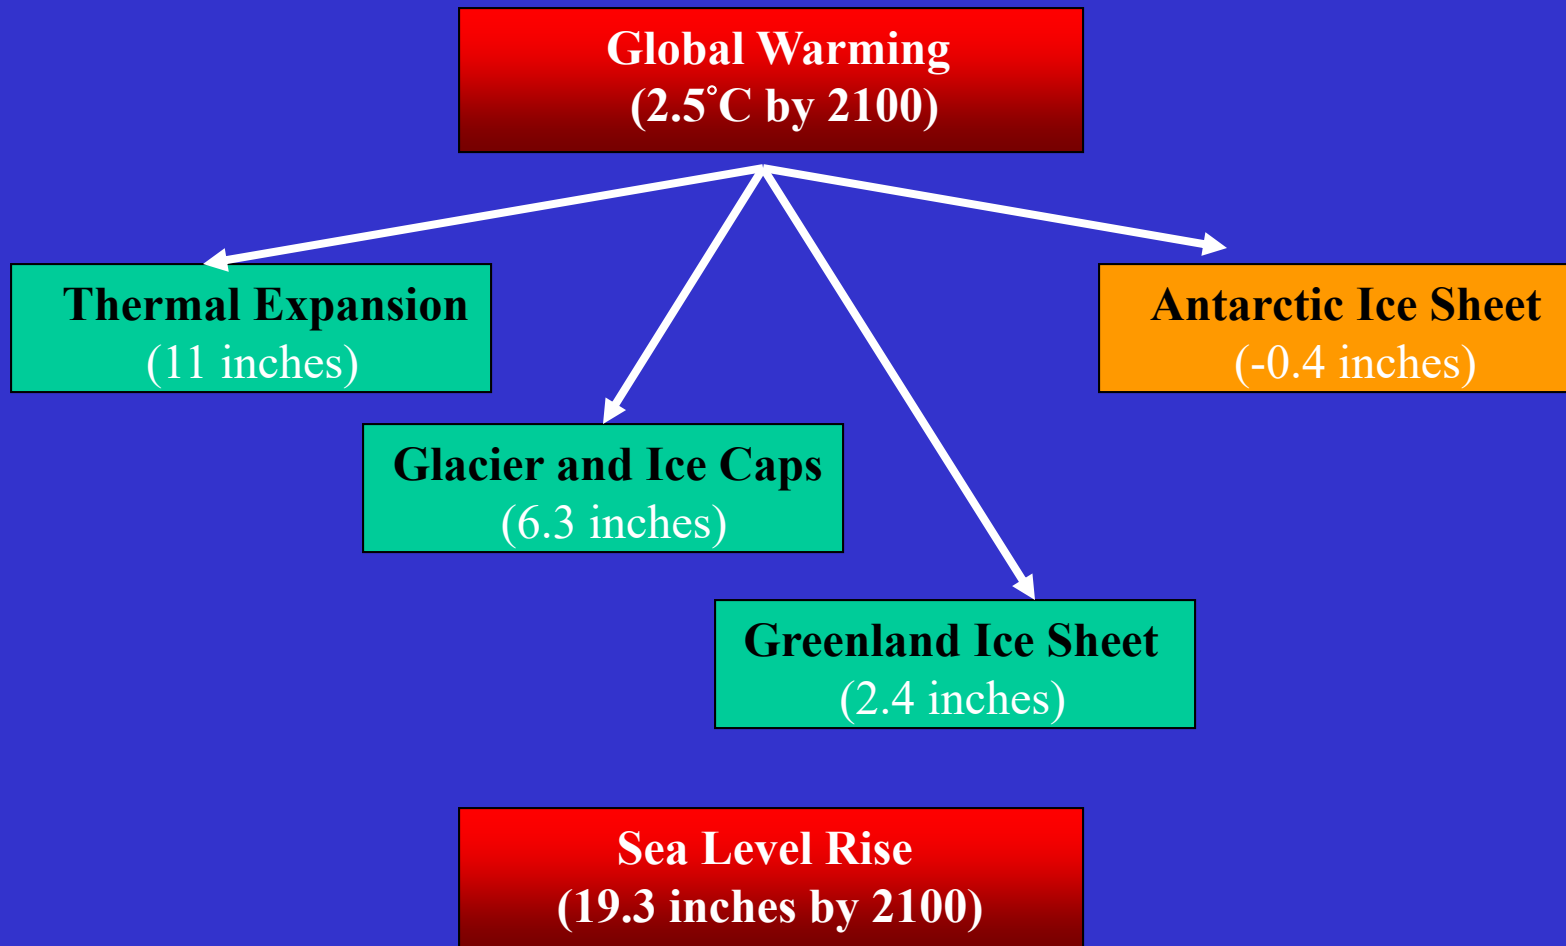 Global Warming
(2.5°C by 2100)
Thermal Expansion
(11 inches)
Antarctic Ice Sheet
(-0.4 inches)
Glacier and Ice Caps
(6.3 inches)
Greenland Ice Sheet
(2.4 inches)
Sea Level Rise
(19.3 inches by 2100)